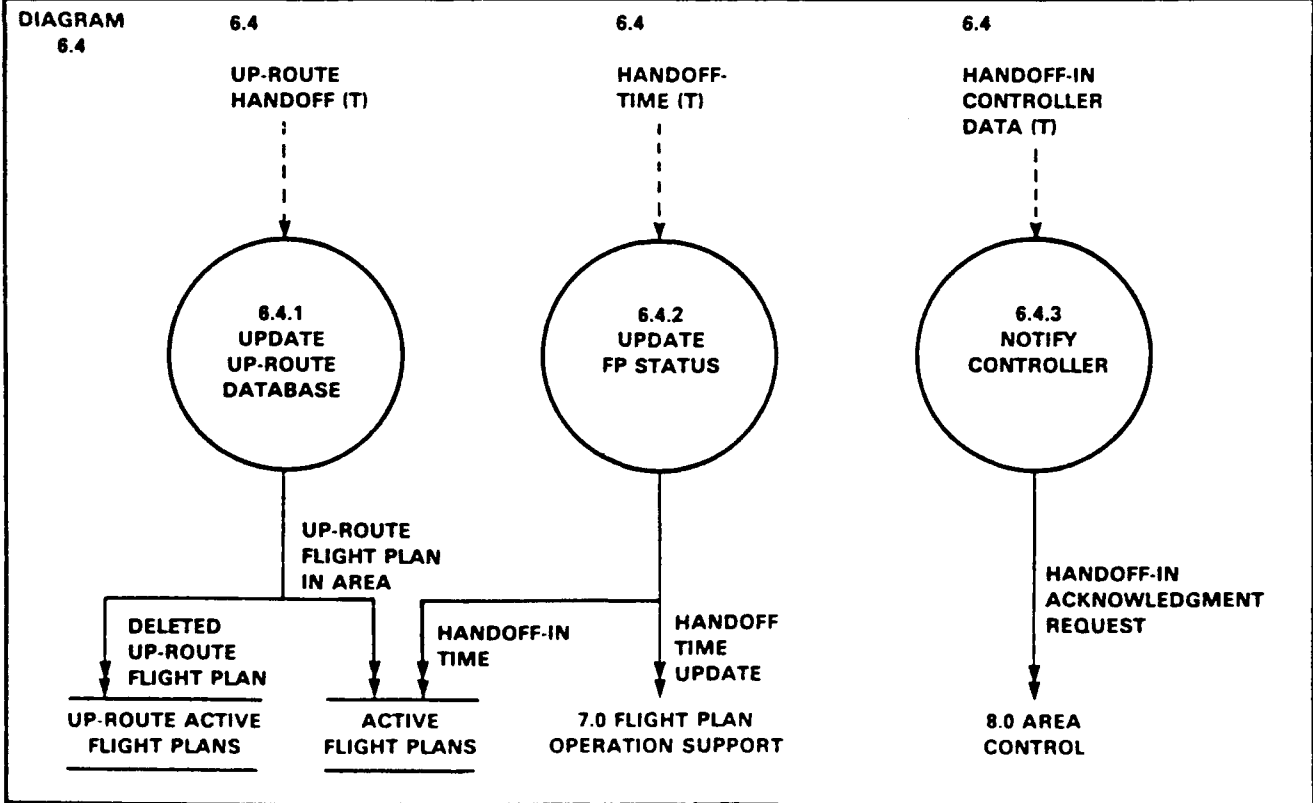 DIAGRAM
6.4
6.4
UP-ROUTE
HANDOFF (T)
6.4
HANDOFF-
TIME (T)
6.4
HANDOFF-IN
CONTROLLER
DATA (T)
6.4.1
UPDATE
UP-ROUTE
DATABASE
6.4.2
UPDATE
FP STATUS
6.4.3
NOTIFY
CONTROLLER
UP-ROUTE
FLIGHT PLAN
IN AREA
DELETED
UP-ROUTE
FLIGHT PLAN
HANDOFF-IN
TIME
HANDOFF
TIME
UPDATE
HANDOFF-IN
ACKNOWLEDGMENT
REQUEST
UP-ROUTE ACTIVE
FLIGHT PLANS
ACTIVE
FLIGHT PLANS
7.0 FLIGHT PLAN
OPERATION SUPPORT
8.0 AREA
CONTROL